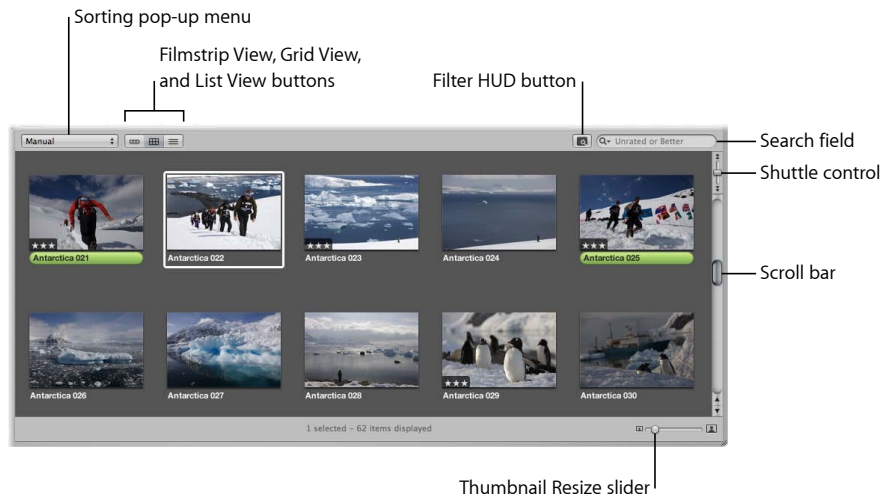 Sorting pop-up menu
Filmstrip View, Grid View,
and List View buttons
Filter HUD button
Manual
Unrated or Better
Search field
Shuttle control
Antarctica 021
Antarctica 022
Antarctica 023
Antarctica 024
Antarctica 025
Scroll bar
Antarctica 026
Antarctica 027
Antarctica 028
Antarctica 029
Antarctica 030
1 selected – 62 items displayed
Thumbnail Resize slider